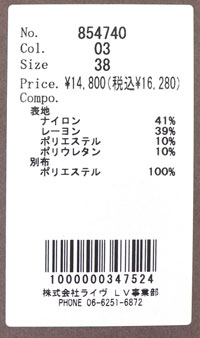 No. 854740
Col. 03
Size 38
Price. ¥14,800(税込¥16,280)
Compo.
表地
ナイロン 41%
レーヨン 39%
ポリエステル 10%
ポリウレタン 10%
別布
ポリエステル 100%
1000000347524
株式会社ライヴ LV事業部
PHONE 06-6251-6872